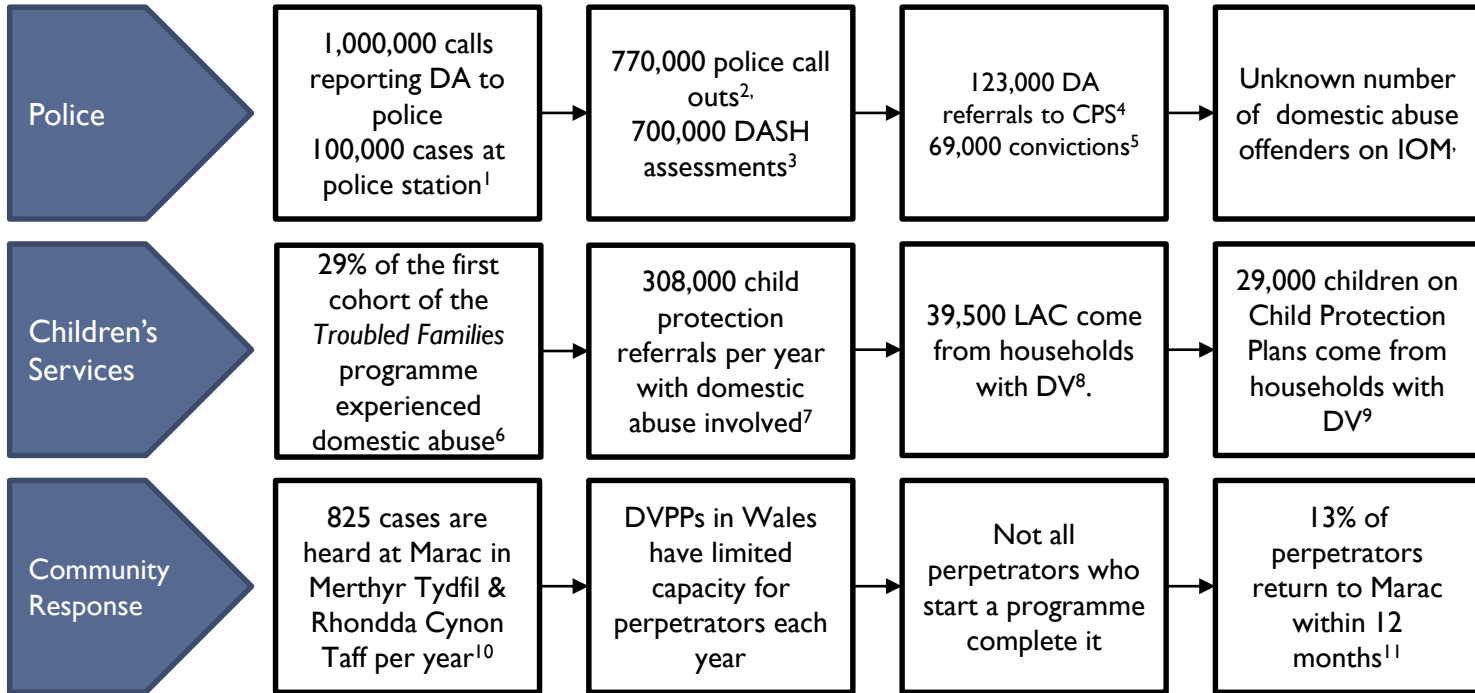 Police
1,000,000 calls
reporting DA to
police
100,000 cases at
police station¹
770,000 police call
outs²,
700,000 DASH
assessments³
123,000 DA
referrals to CPS⁴
69,000 convictions⁵
Unknown number
of domestic abuse
offenders on IOM,
Children's
Services
29% of the first
cohort of the
Troubled Families
programme
experienced
domestic abuse⁶
308,000 child
protection
referrals per year
with domestic
abuse involved⁷
39,500 LAC come
from households
with DV⁸.
29,000 children on
Child Protection
Plans come from
households with
DV⁹
Community
Response
825 cases are
heard at Marac in
Merthyr Tydfil &
Rhondda Cynon
Taff per year¹⁰
DVPPs in Wales
have limited
capacity for
perpetrators each
year
Not all
perpetrators who
start a programme
complete it
13% of
perpetrators
return to Marac
within 12
months¹¹